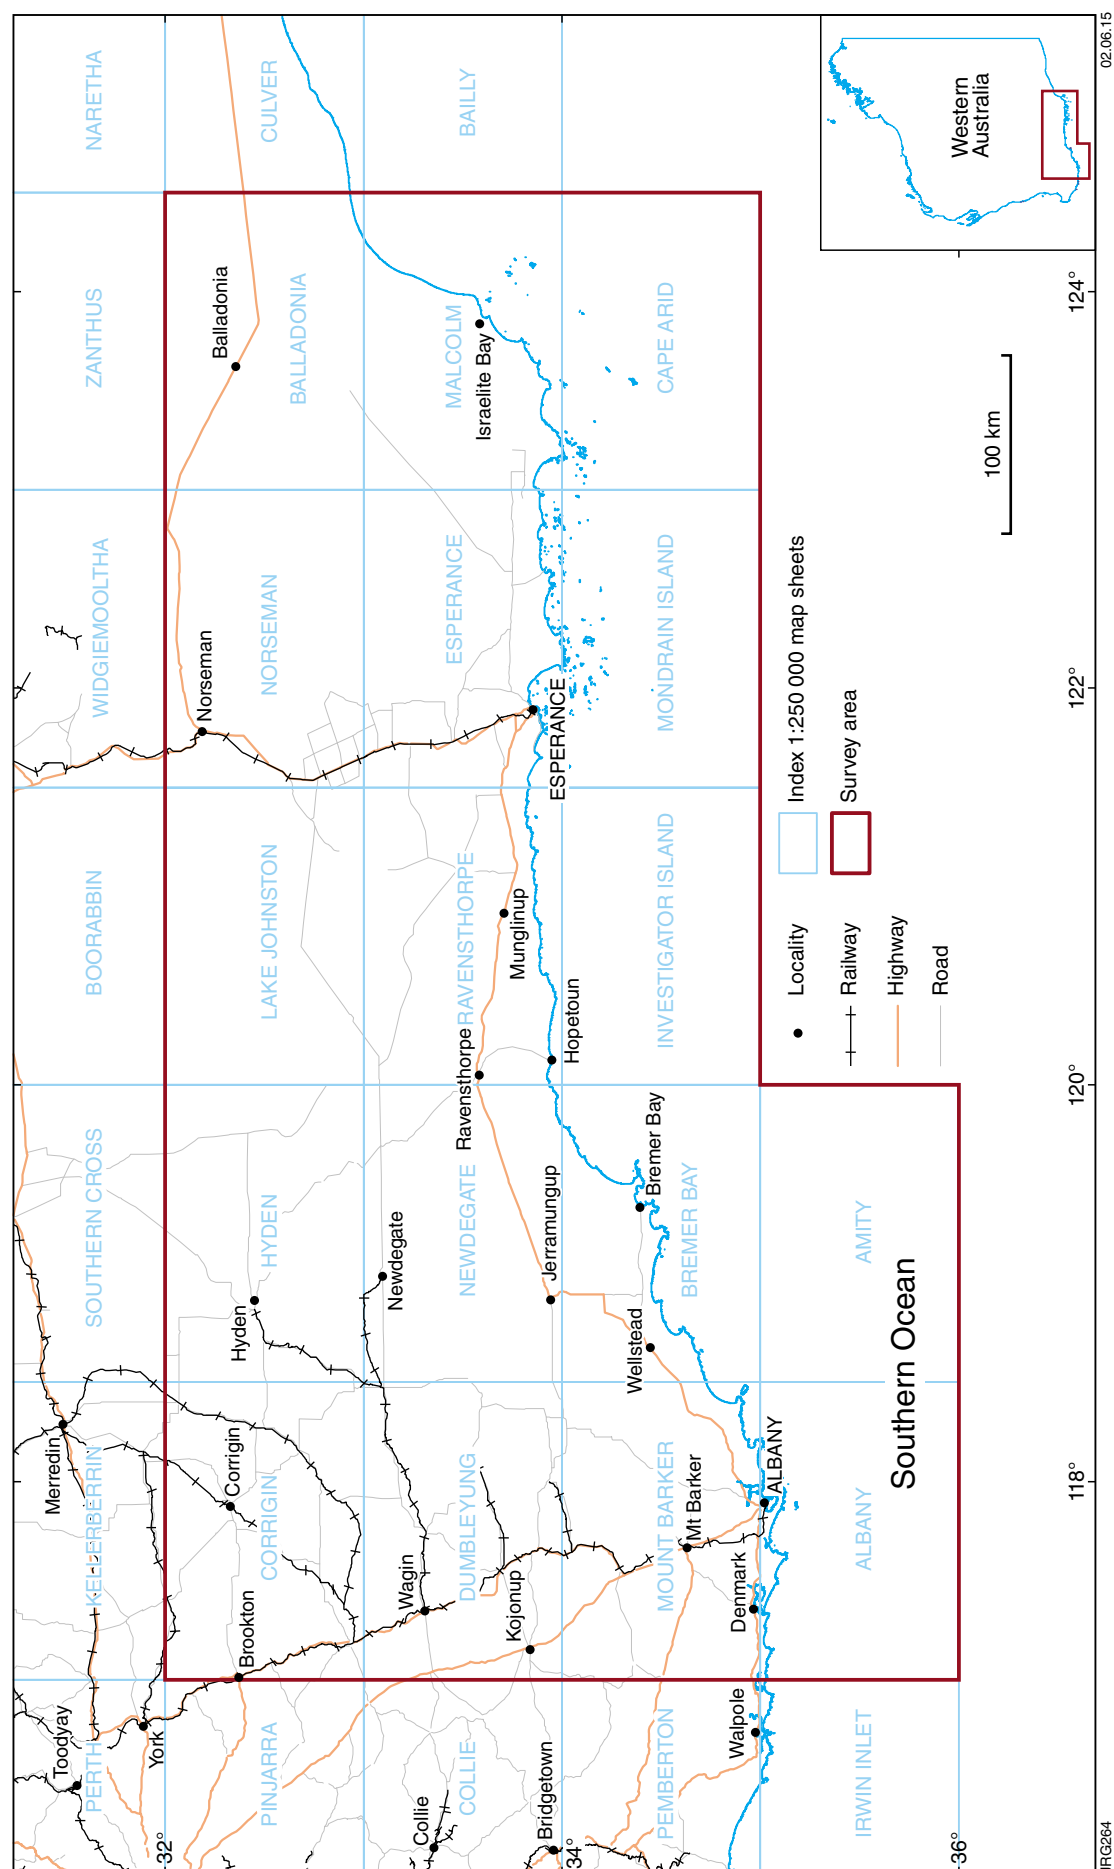 PERTH
KELLERBERRIN
SOUTHERN CROSS
BOORABBIN
WIDGIEMOOLTHA
ZANTHUS
NARETHA
Toodyay
York
Merredin
32°
PINJARRA
CORRIGIN
HYDEN
LAKE JOHNSTON
NORSEMAN
BALLADONIA
CULVER
Brookton
Corrigin
Hyden
Norseman
Balladonia
Newdegate
COLLIE
DUMBLEYUNG
NEWDEGATE
RAVENSTHORPE
ESPERANCE
MALCOLM
BAILLY
Collie
Wagin
Kojonup
Ravensthorpe
Munglinup
Israelite Bay
Bridgetown
34°
Jerramungup
Hopetoun
ESPERANCE
PEMBERTON
MOUNT BARKER
BREMER BAY
INVESTIGATOR ISLAND
MONDRAIN ISLAND
CAPE ARID
Mt Barker
Wellstead
Bremer Bay
Walpole
Denmark
ALBANY
IRWIN INLET
ALBANY
AMITY
Southern Ocean
36°
Locality
Railway
Highway
Road
Index 1:250 000 map sheets
Survey area
100 km
Western
Australia
118°
120°
122°
124°
RG264
02.06.15